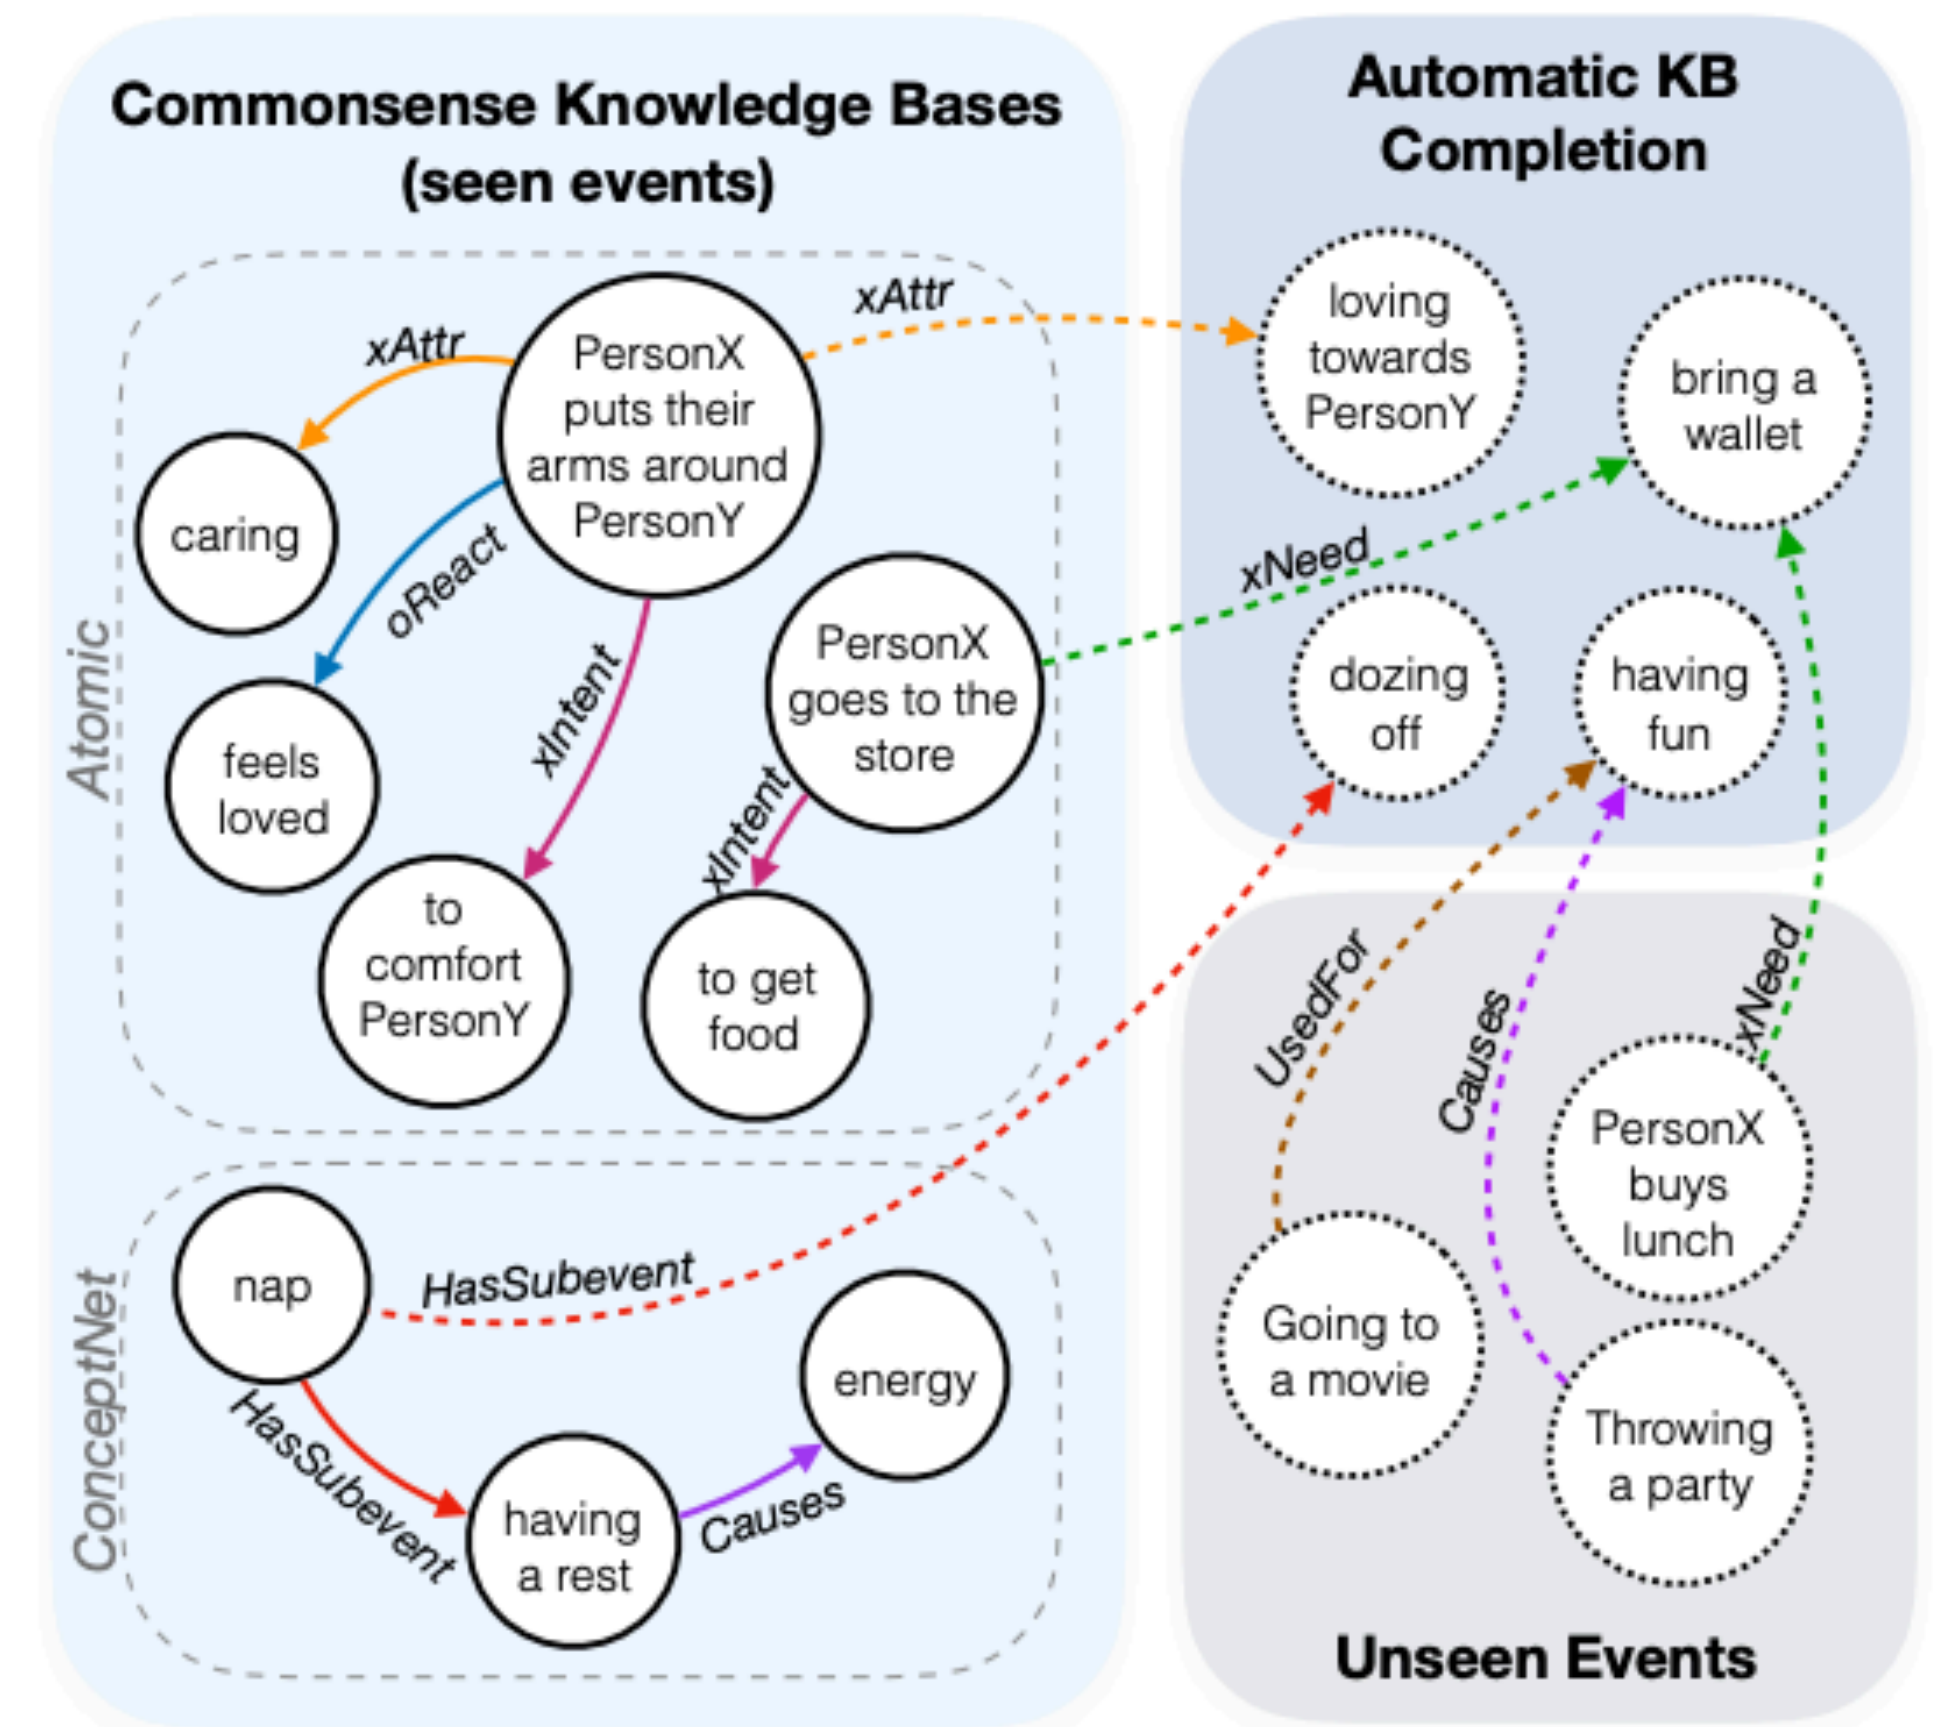 Commonsense Knowledge Bases
(seen events)
Atomic
xAttr
PersonX
puts their
arms around
PersonY
xAttr
caring
oReact
feels
loved
xIntent
to
comfort
PersonY
PersonX
goes to the
store
xIntent
to get
food
xNeed
ConceptNet
nap
HasSubevent
HasSubevent
having
a rest
Causes
energy
Automatic KB
Completion
loving
towards
PersonY
bring a
wallet
dozing
off
having
fun
UsedFor
Causes
xNeed
PersonX
buys
lunch
Going to
a movie
Throwing
a party
Unseen Events